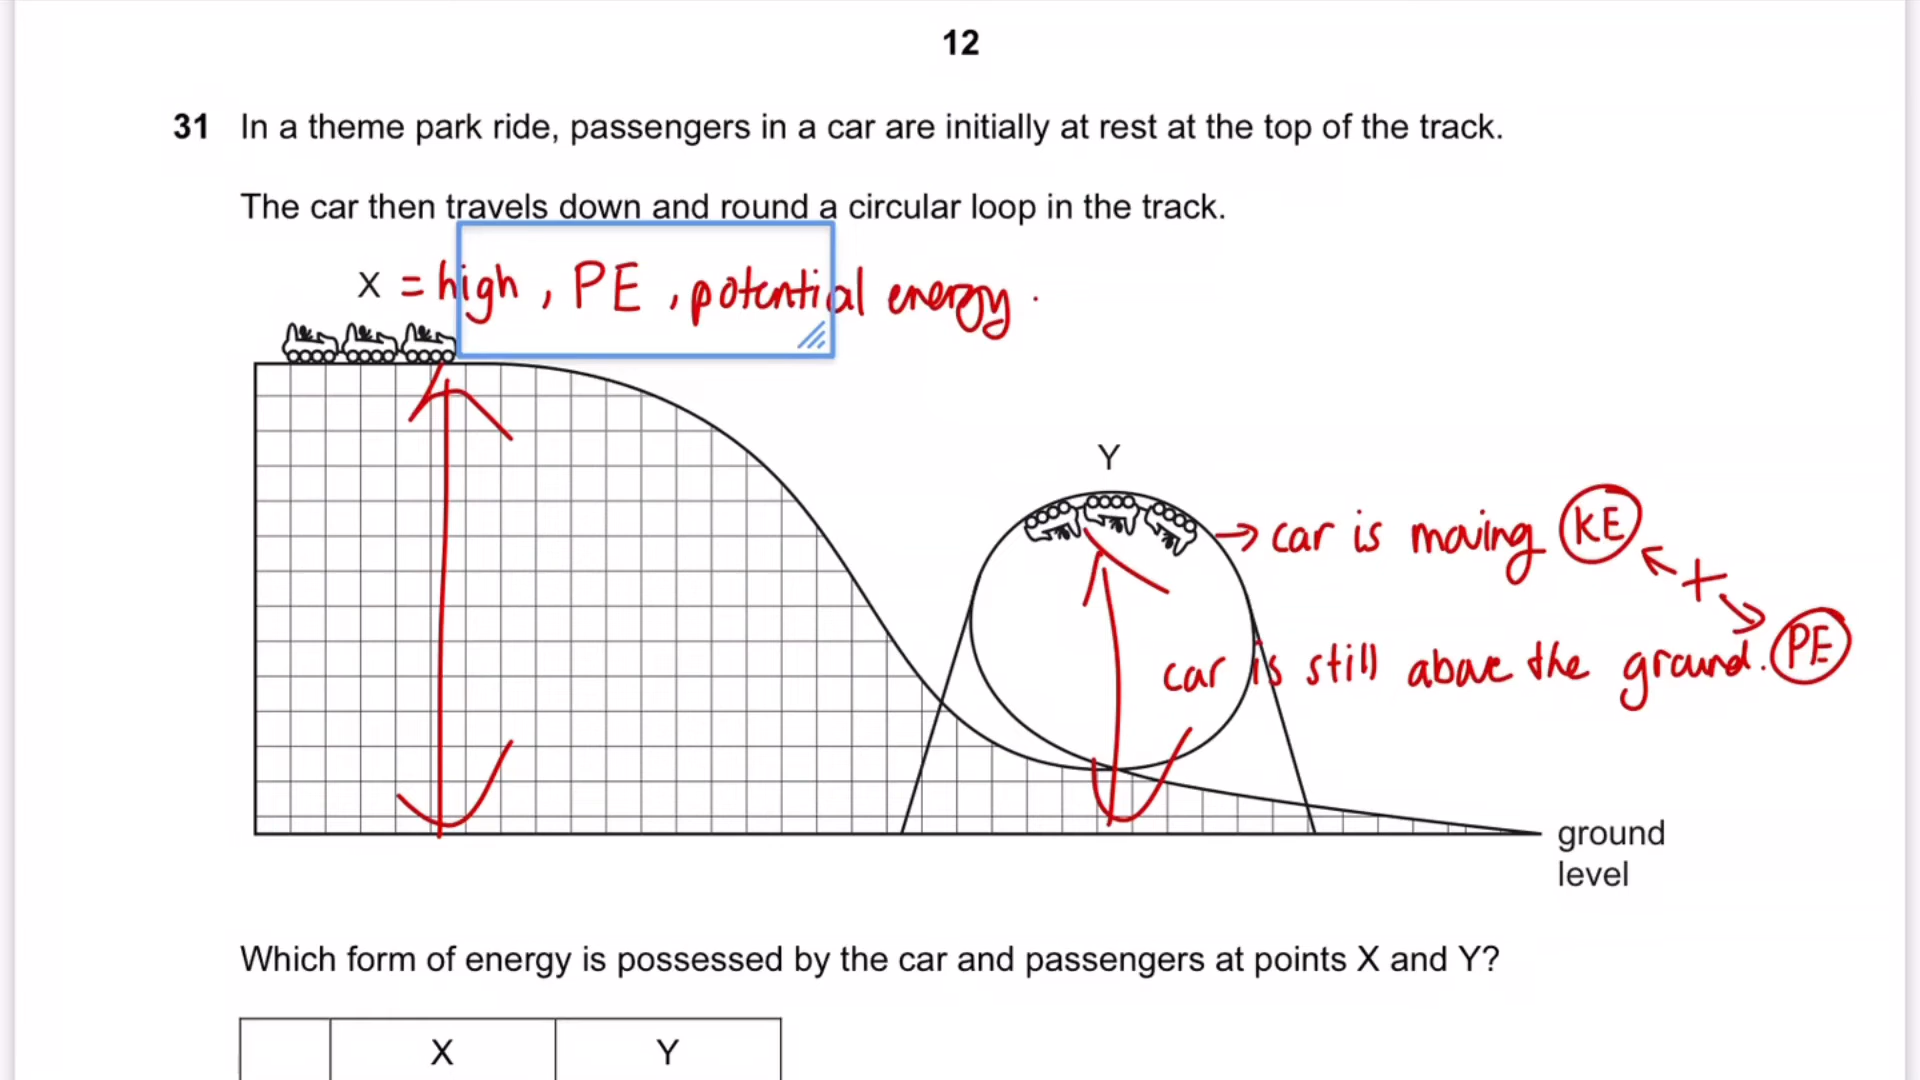 12
31 In a theme park ride, passengers in a car are initially at rest at the top of the track.
The car then travels down and round a circular loop in the track.
X = high, PE, potential energy.
Y
→ car is moving KE
+
car is still above the ground. PE
ground
level
Which form of energy is possessed by the car and passengers at points X and Y?
X Y